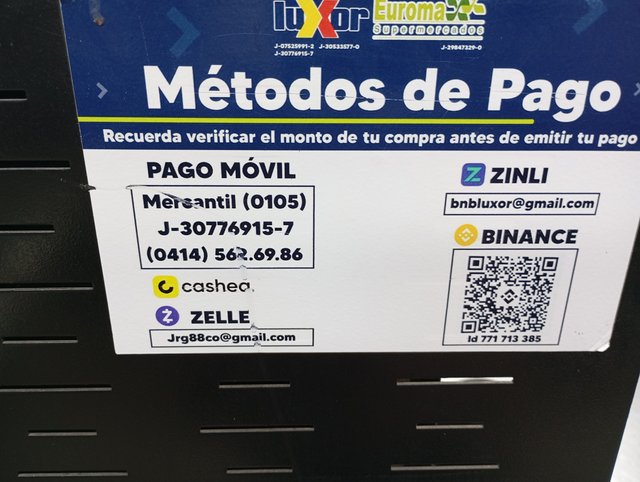 luXor
EuromaXX
Supermercados
J-07525991-2 J-30533577-0
J-30776915-7
J-29847329-0
Métodos de Pago
Recuerda verificar el monto de tu compra antes de emitir tu pago
PAGO MÓVIL
Mersantil (0105)
J-30776915-7
(0414) 562.69.86
cashea.
ZELLE
Jrg88co@gmail.com
ZINLI
bnbluxor@gmail.com
BINANCE
Id 771 713 385